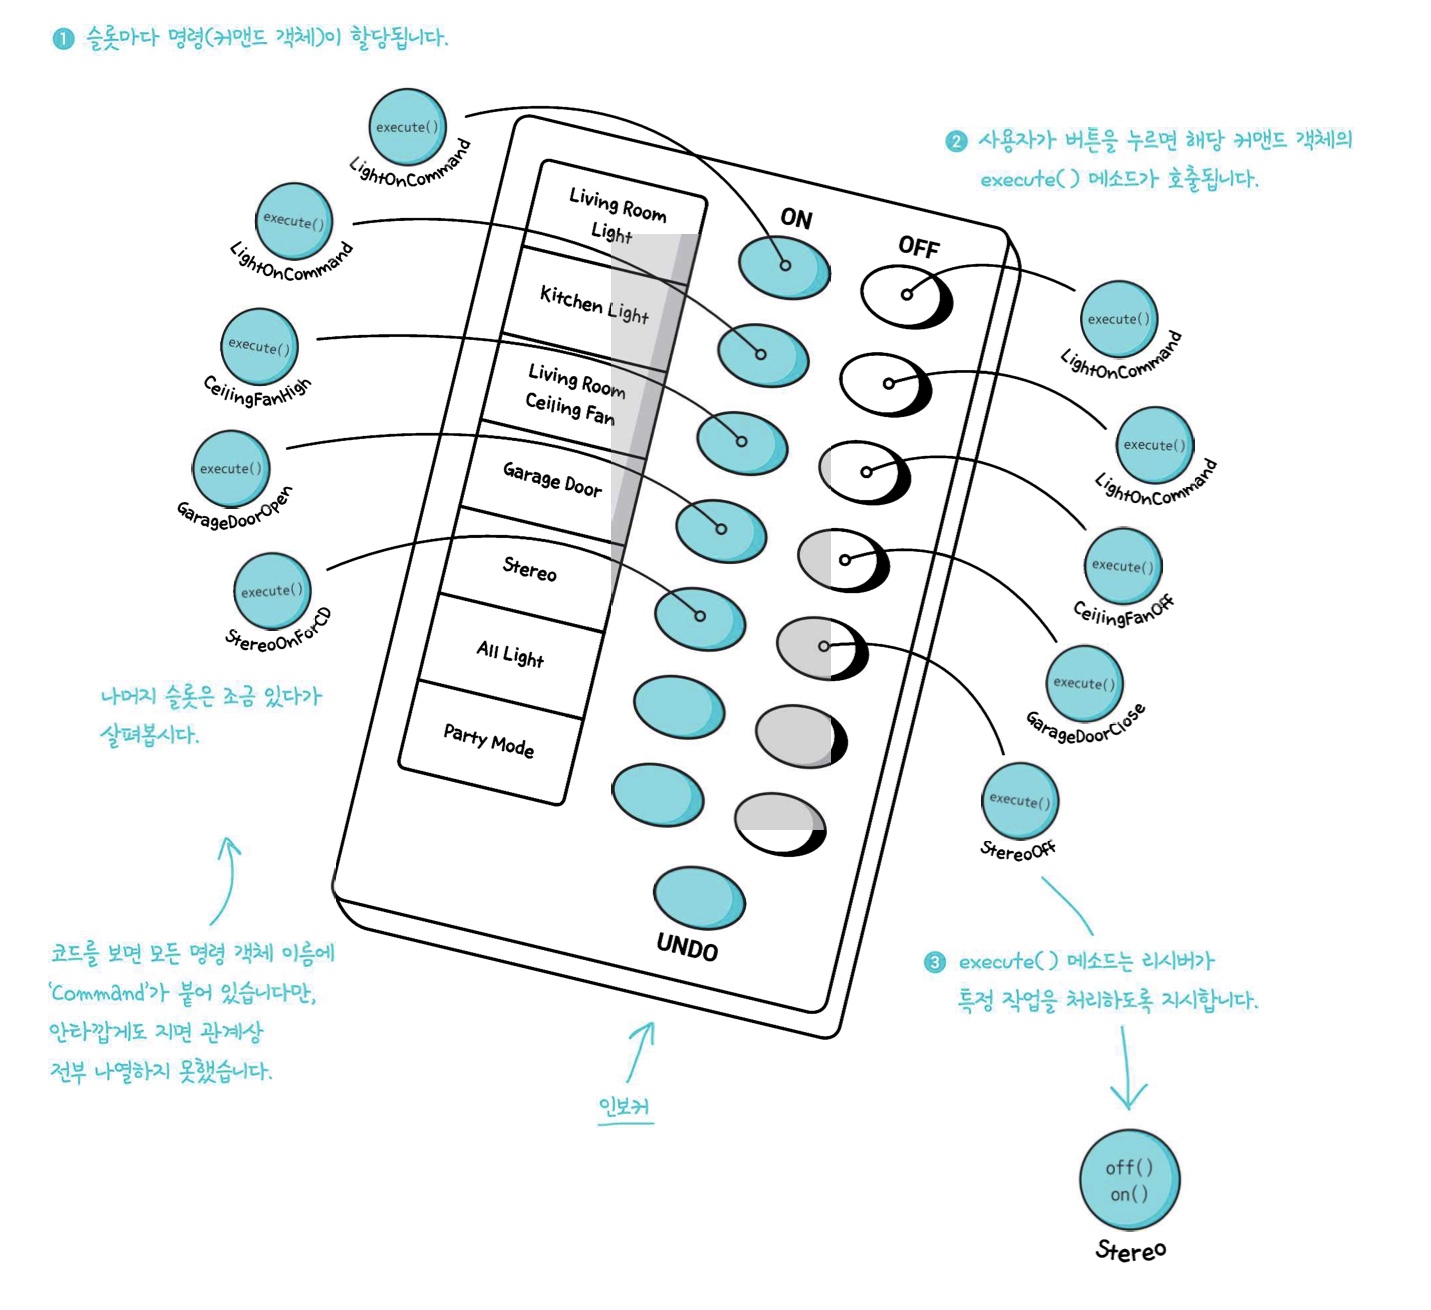 1 슬롯마다 명령(커맨드 객체)이 할당됩니다.
execute()
LightOnCommand
execute()
LightOnCommand
execute()
CeilingFanHigh
execute()
GarageDoorOpen
execute()
StereoOnForCD
나머지 슬롯은 조금 있다가
살펴봅시다.
코드를 보면 모든 명령 객체 이름에
‘Command’가 붙어 있습니다만,
안타깝게도 지면 관계상
전부 나열하지 못했습니다.
Living Room
Light
Kitchen Light
Living Room
Ceiling Fan
Garage Door
Stereo
All Light
Party Mode
ON
OFF
UNDO
인보커
2 사용자가 버튼을 누르면 해당 커맨드 객체의
execute() 메소드가 호출됩니다.
execute()
LightOnCommand
execute()
LightOnCommand
execute()
CeilingFanOff
execute()
GarageDoorClose
execute()
StereoOff
3 execute() 메소드는 리시버가
특정 작업을 처리하도록 지시합니다.
off()
on()
Stereo